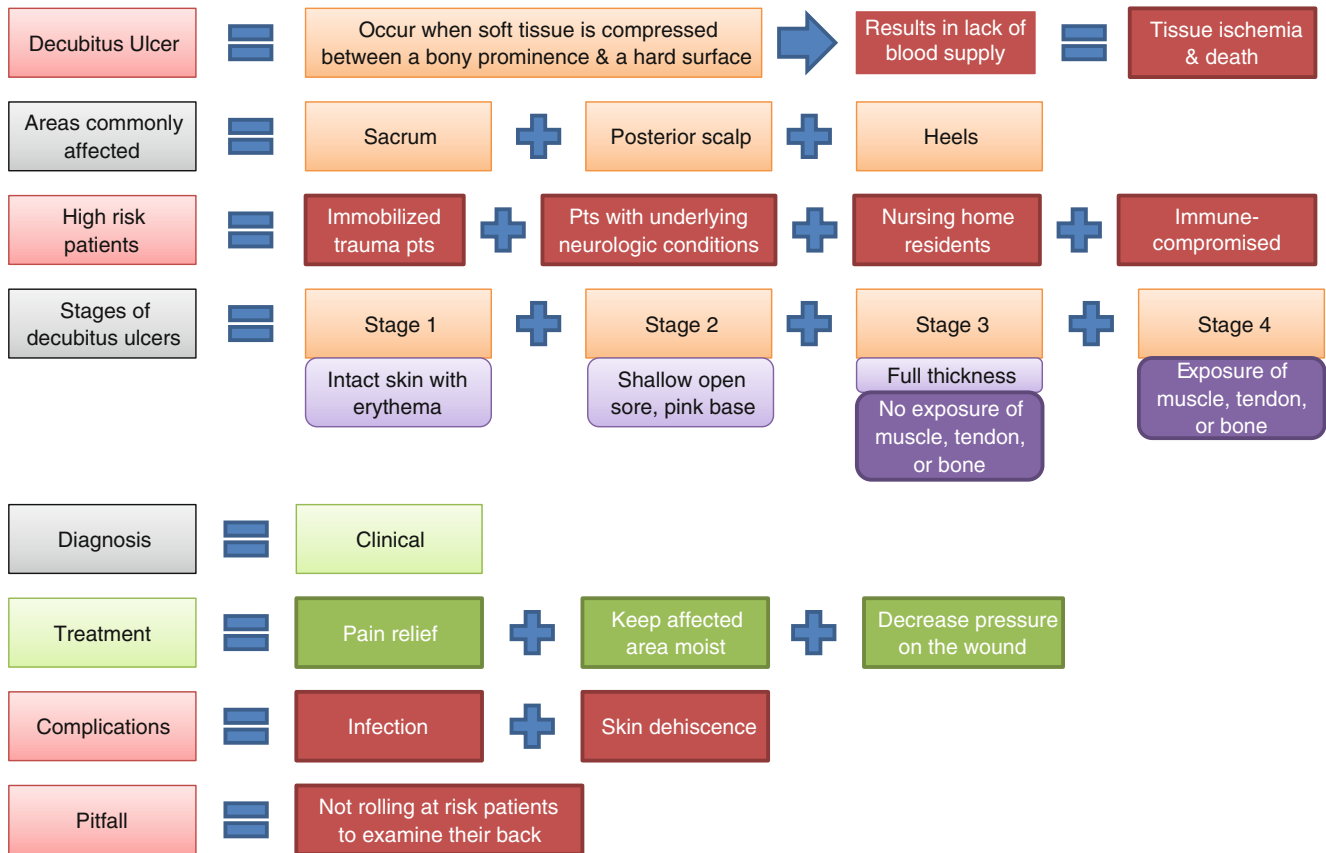 Decubitus Ulcer
Occur when soft tissue is compressed
between a bony prominence & a hard surface
Results in lack of
blood supply
Tissue ischemia
& death
Areas commonly
affected
Sacrum
Posterior scalp
Heels
High risk
patients
Immobilized
trauma pts
Pts with underlying
neurologic conditions
Nursing home
residents
Immune-
compromised
Stages of
decubitus ulcers
Stage 1
Intact skin with
erythema
Stage 2
Shallow open
sore, pink base
Stage 3
Full thickness
No exposure of
muscle, tendon,
or bone
Stage 4
Exposure of
muscle, tendon,
or bone
Diagnosis
Clinical
Treatment
Pain relief
Keep affected
area moist
Decrease pressure
on the wound
Complications
Infection
Skin dehiscence
Pitfall
Not rolling at risk patients
to examine their back